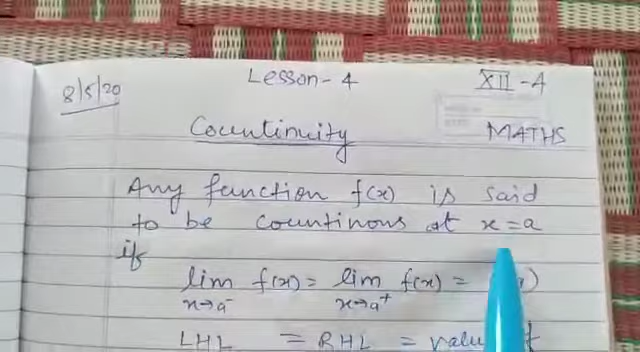 Lesson-4 XII-4
8/5/20
Countinuity MATHS
Any function f(x) is said
to be countinous at x=a
if
lim f(x) = lim f(x) = )
x→a⁻ x→a⁺
LHL = RHL = value